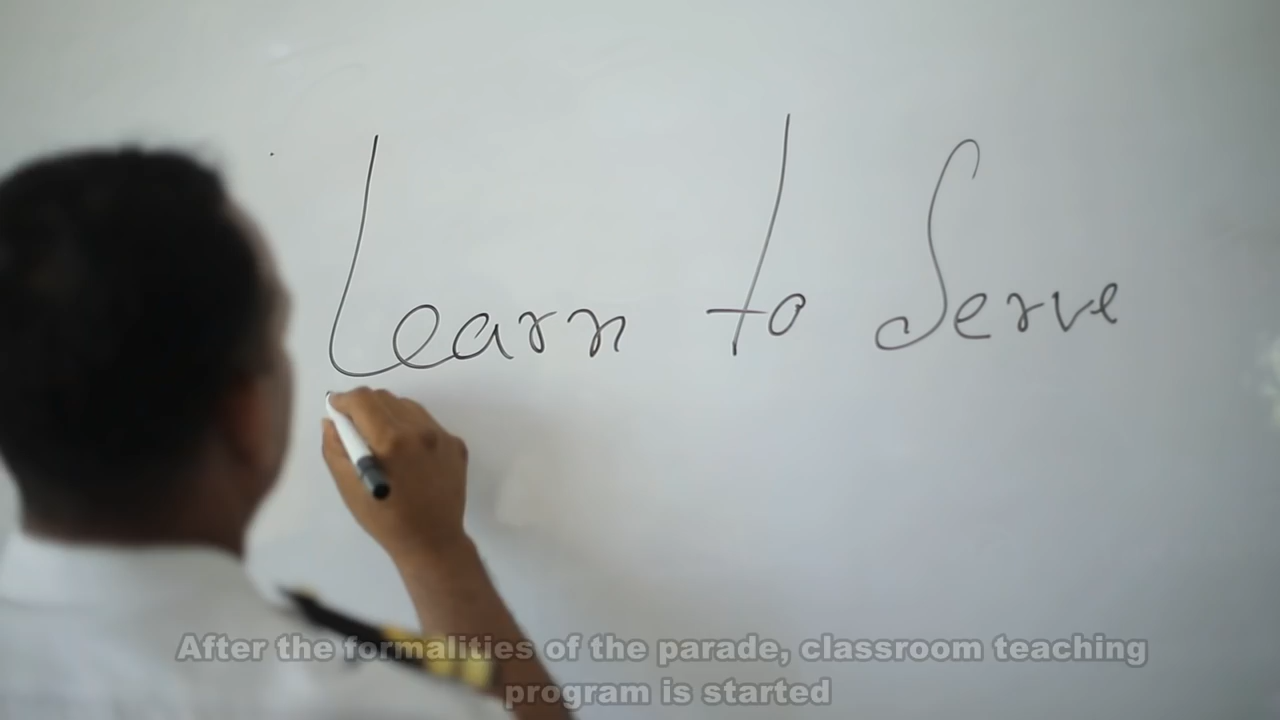 Learn to Serve
After the formalities of the parade, classroom teaching
program is started